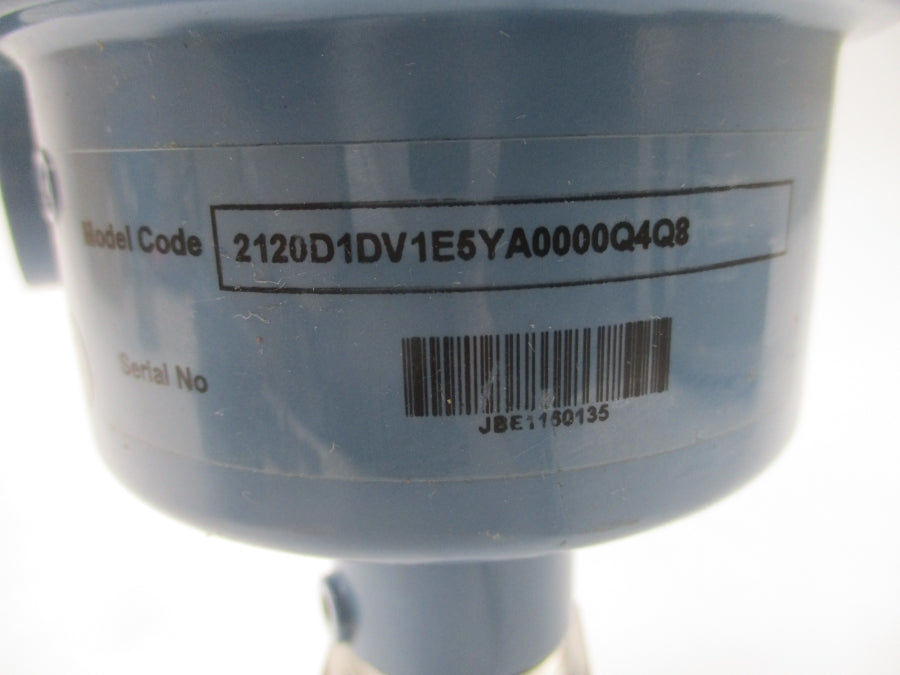 Model Code 2120D1DV1E5YA0000Q4Q8
Serial No
JBE1160135